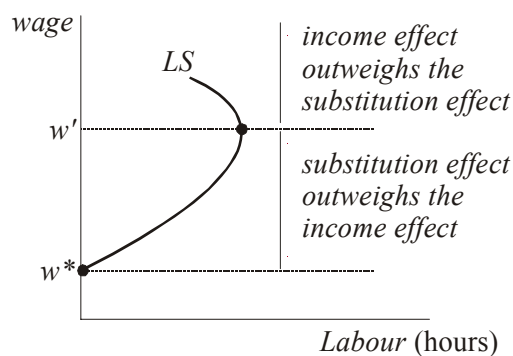 wage
income effect
outweighs the
substitution effect
LS
w'
substitution effect
outweighs the
income effect
w*
Labour (hours)